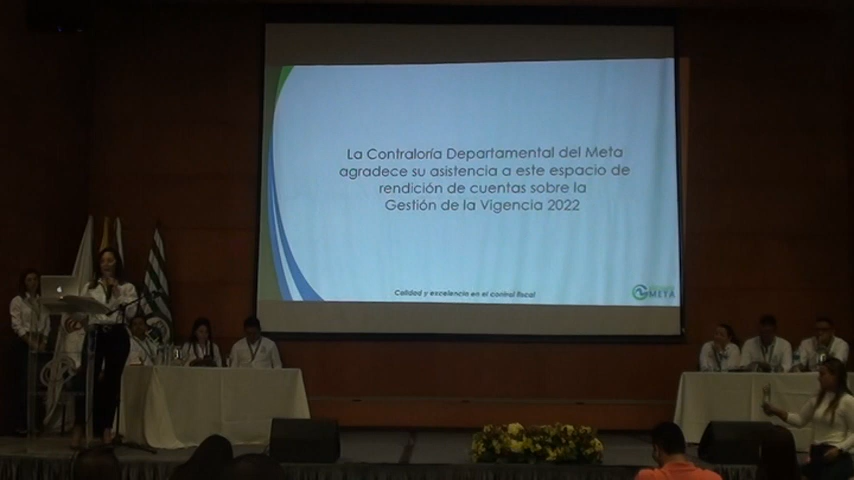 La Contraloría Departamental del Meta
agradece su asistencia a este espacio de
rendición de cuentas sobre la
Gestión de la Vigencia 2022
Calidad y excelencia en el control fiscal
META